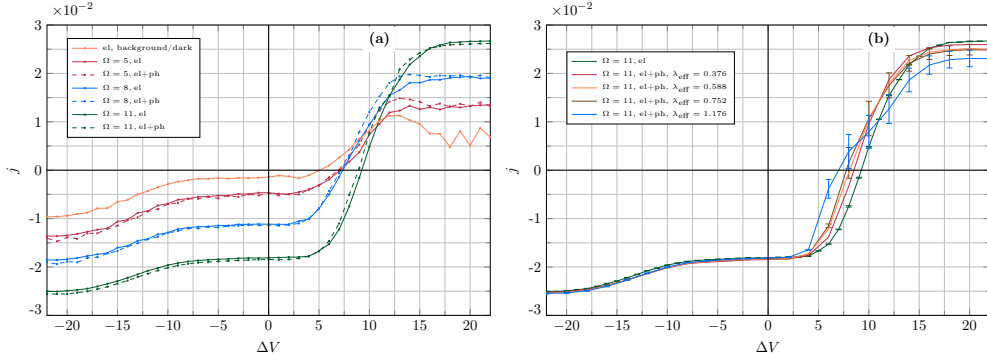 3 ·10⁻²
(a)
el, background/dark
Ω = 5, el
Ω = 5, el+ph
Ω = 8, el
Ω = 8, el+ph
Ω = 11, el
Ω = 11, el+ph
2
1
0
-1
-2
-3
j
−20 −15 −10 −5 0 5 10 15 20
ΔV
3 ·10⁻²
(b)
Ω = 11, el
Ω = 11, el+ph, λeff = 0.376
Ω = 11, el+ph, λeff = 0.588
Ω = 11, el+ph, λeff = 0.752
Ω = 11, el+ph, λeff = 1.176
2
1
0
-1
-2
-3
j
−20 −15 −10 −5 0 5 10 15 20
ΔV